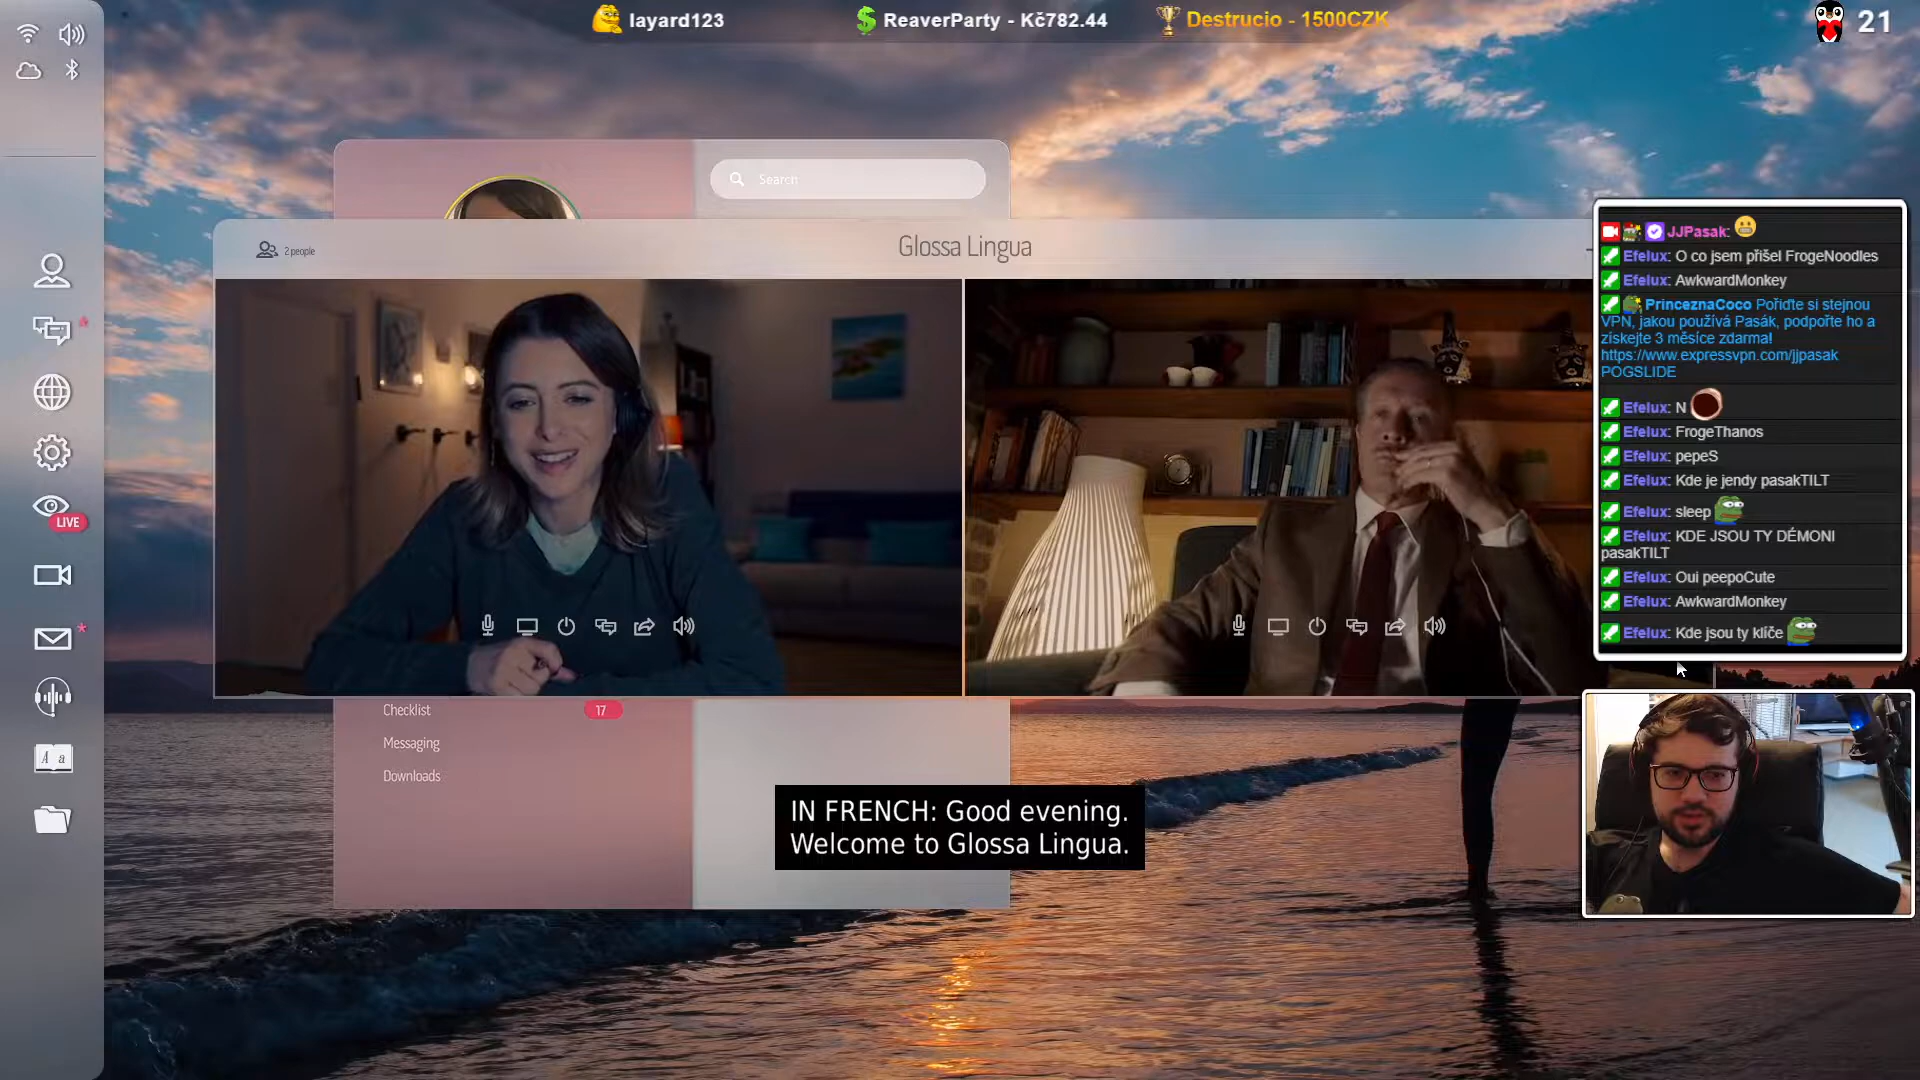 layard123
ReaverParty - Kč782.44
Destrucio - 1500CZK
21
Search
2 people
Glossa Lingua
LIVE
A a
Checklist
17
Messaging
Downloads
IN FRENCH: Good evening.
Welcome to Glossa Lingua.
JJPasak:
Efelux: O co jsem přišel FrogeNoodles
Efelux: AwkwardMonkey
PrinceznaCoco Pořiďte si stejnou
VPN, jakou používá Pasák, podpořte ho a
získejte 3 měsíce zdarma!
https://www.expressvpn.com/jjpasak
POGSLIDE
Efelux: N
Efelux: FrogeThanos
Efelux: pepeS
Efelux: Kde je jendy pasakTILT
Efelux: sleep
Efelux: KDE JSOU TY DÉMONI
pasakTILT
Efelux: Oui peepoCute
Efelux: AwkwardMonkey
Efelux: Kde jsou ty klíče